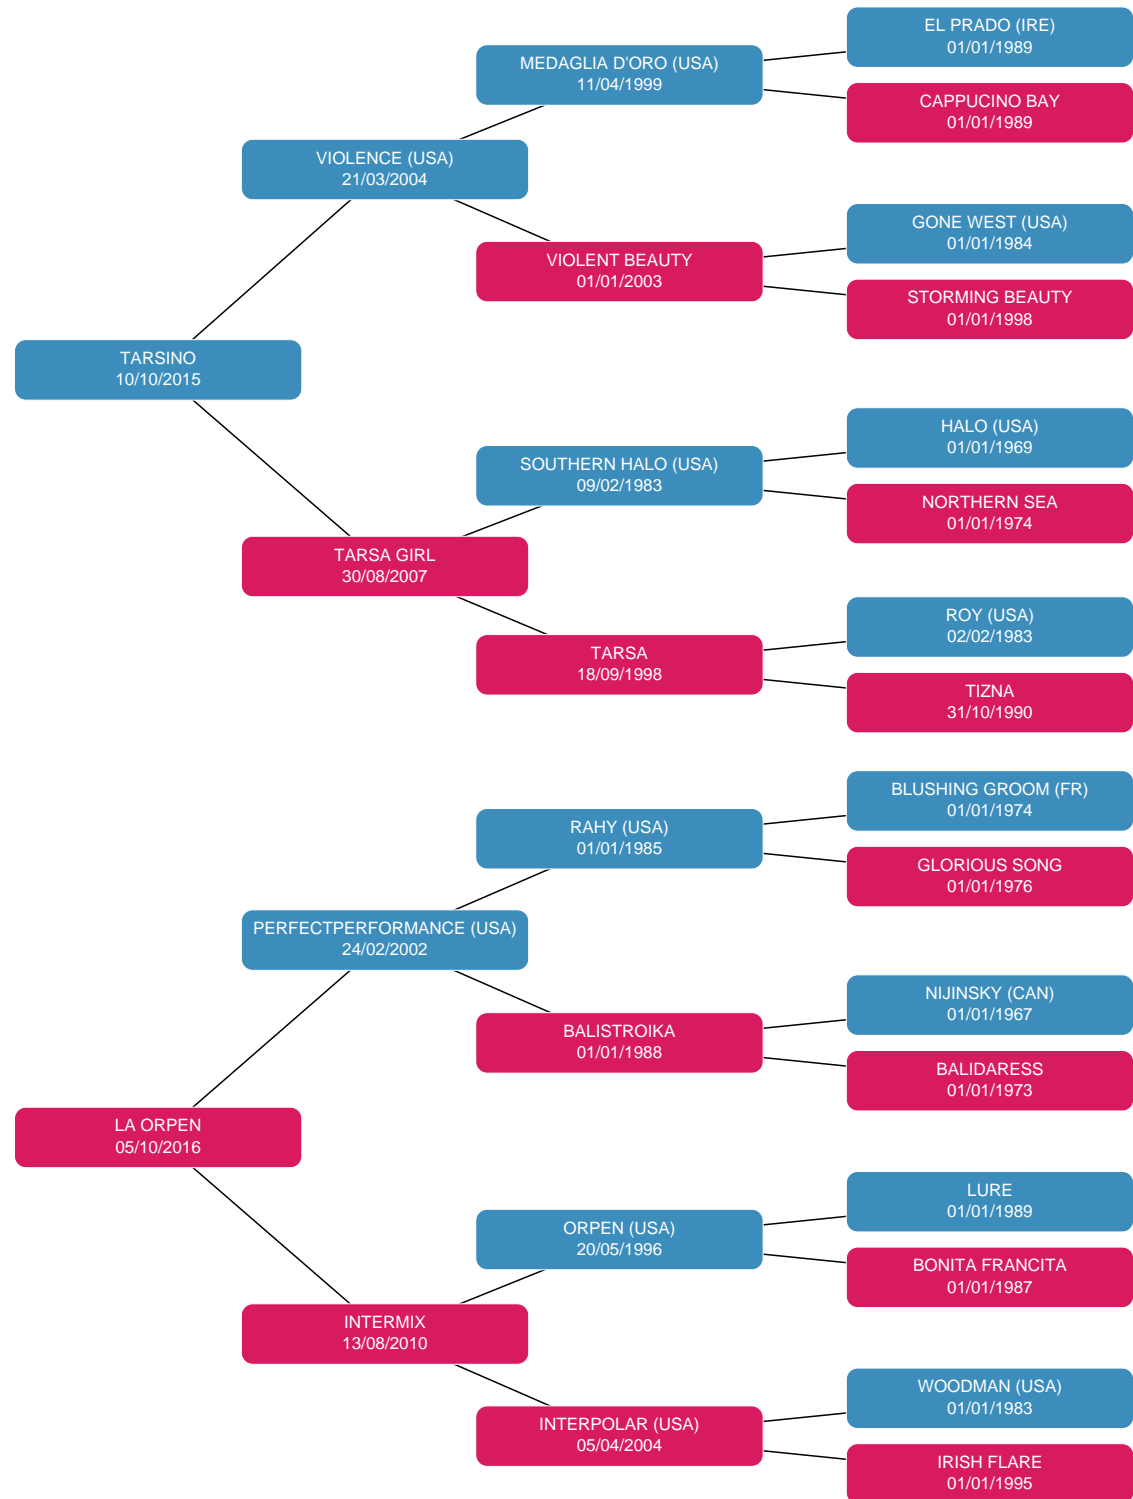 EL PRADO (IRE)
01/01/1989
MEDAGLIA D'ORO (USA)
11/04/1999
CAPPUCINO BAY
01/01/1989
VIOLENCE (USA)
21/03/2004
GONE WEST (USA)
01/01/1984
VIOLENT BEAUTY
01/01/2003
STORMING BEAUTY
01/01/1998
TARSINO
10/10/2015
HALO (USA)
01/01/1969
SOUTHERN HALO (USA)
09/02/1983
NORTHERN SEA
01/01/1974
TARSA GIRL
30/08/2007
ROY (USA)
02/02/1983
TARSA
18/09/1998
TIZNA
31/10/1990
BLUSHING GROOM (FR)
01/01/1974
RAHY (USA)
01/01/1985
GLORIOUS SONG
01/01/1976
PERFECTPERFORMANCE (USA)
24/02/2002
NIJINSKY (CAN)
01/01/1967
BALISTROIKA
01/01/1988
BALIDARESS
01/01/1973
LA ORPEN
05/10/2016
LURE
01/01/1989
ORPEN (USA)
20/05/1996
BONITA FRANCITA
01/01/1987
INTERMIX
13/08/2010
WOODMAN (USA)
01/01/1983
INTERPOLAR (USA)
05/04/2004
IRISH FLARE
01/01/1995